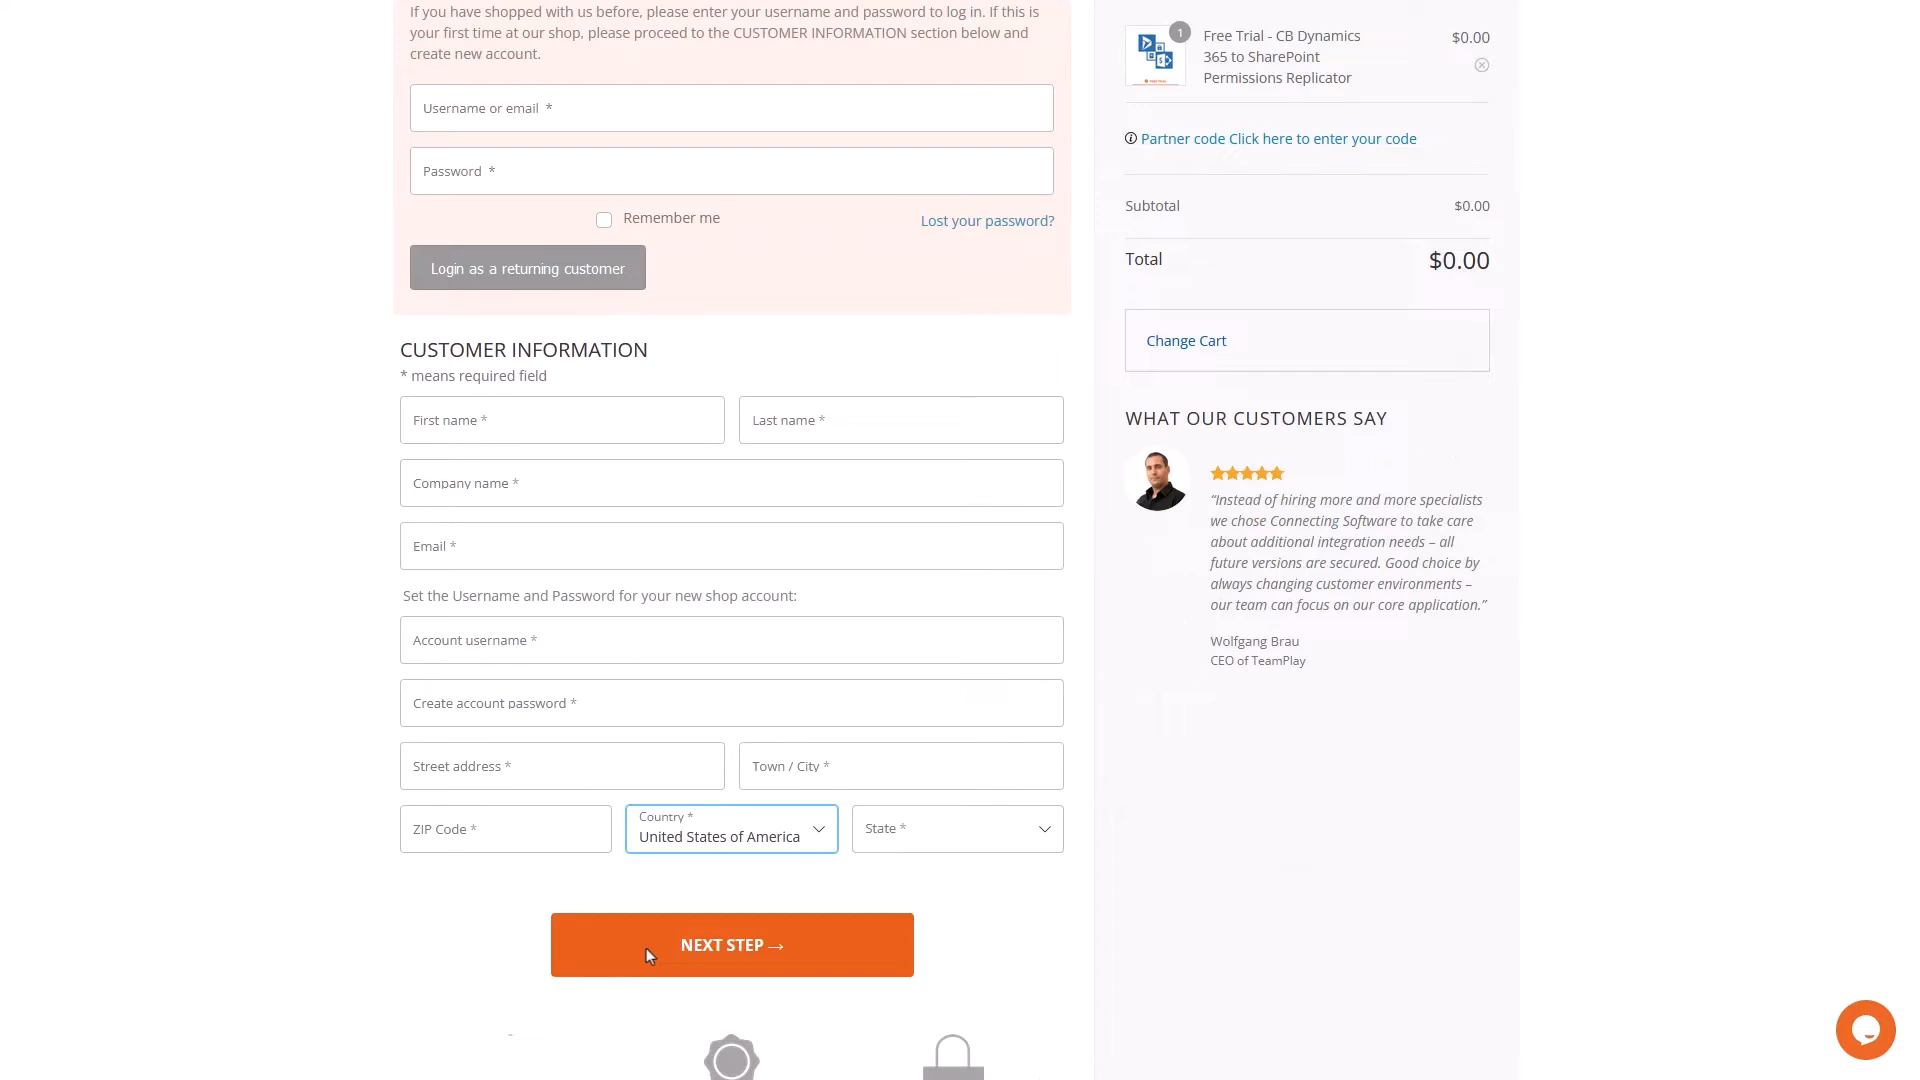 If you have shopped with us before, please enter your username and password to log in. If this is
your first time at our shop, please proceed to the CUSTOMER INFORMATION section below and
create new account.
Username or email *
Password *
Remember me
Lost your password?
Login as a returning customer
CUSTOMER INFORMATION
* means required field
First name *
Last name *
Company name *
Email *
Set the Username and Password for your new shop account:
Account username *
Create account password *
Street address *
Town / City *
ZIP Code *
Country *
United States of America
State *
NEXT STEP →
1
Free Trial - CB Dynamics
365 to SharePoint
Permissions Replicator
$0.00
Partner code Click here to enter your code
Subtotal
$0.00
Total
$0.00
Change Cart
WHAT OUR CUSTOMERS SAY
“Instead of hiring more and more specialists
we chose Connecting Software to take care
about additional integration needs – all
future versions are secured. Good choice by
always changing customer environments –
our team can focus on our core application.”
Wolfgang Brau
CEO of TeamPlay